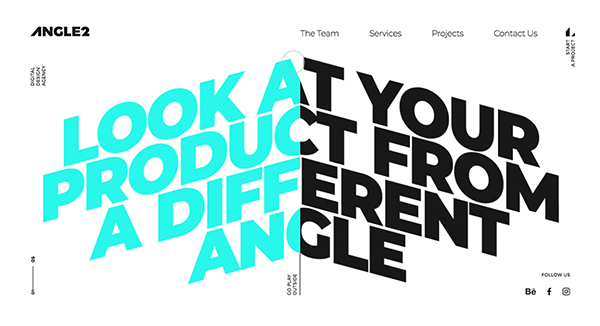 ANGLE2
The Team
Services
Projects
Contact Us
START
A PROJECT
DIGITAL
DESIGN
AGENCY
LOOK AT YOUR
PRODUCT FROM
A DIFFERENT
ANGLE
01
05
GO PLAY
OUTSIDE
FOLLOW US
Bē